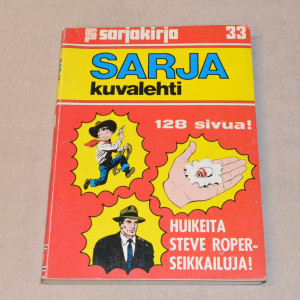 sarjakirja 33
SARJA
kuvalehti
128 sivua!
HUIKEITA
STEVE ROPER-
SEIKKAILUJA!